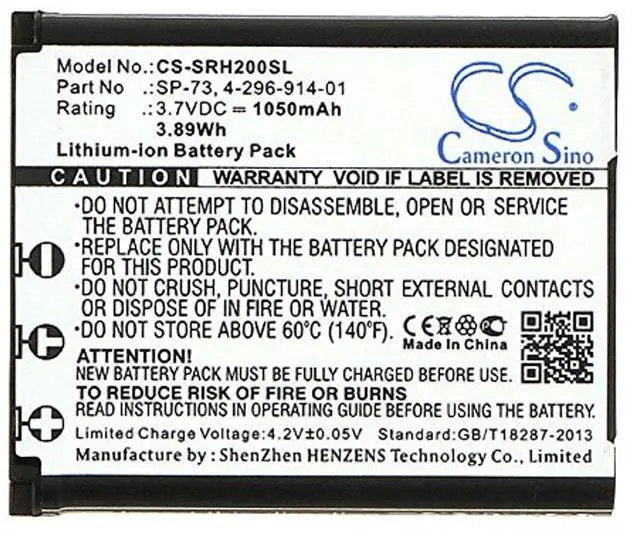 Model No.:CS-SRH200SL
Part No :SP-73, 4-296-914-01
Rating :3.7VDC ⎓ 1050mAh
3.89Wh
Lithium-ion Battery Pack
CS
Cameron Sino
CAUTION WARRANTY VOID IF LABEL IS REMOVED
•DO NOT ATTEMPT TO DISASSEMBLE, OPEN OR SERVICE
THE BATTERY PACK.
•REPLACE ONLY WITH THE BATTERY PACK DESIGNATED
FOR THIS PRODUCT.
•DO NOT CRUSH, PUNCTURE, SHORT EXTERNAL CONTACTS
OR DISPOSE OF IN FIRE OR WATER.
•DO NOT STORE ABOVE 60°C (140°F).
CE
Made In China
ATTENTION!
NEW BATTERY PACK MUST BE FULLY CHARGED BEFORE USE.
TO REDUCE RISK OF FIRE OR BURNS
READ INSTRUCTIONS IN OPERATING GUIDE BEFORE USING BATTERY PACK
Limited Charge Voltage:4.2V±0.05V Standard:GB/T18287-2013
Manufacturer : ShenZhen HENZENS Technology Co., Limited.